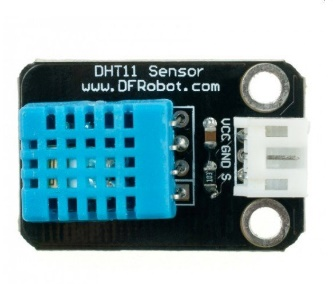 DHT11 Sensor
www.DFRobot.com
VCC GND S